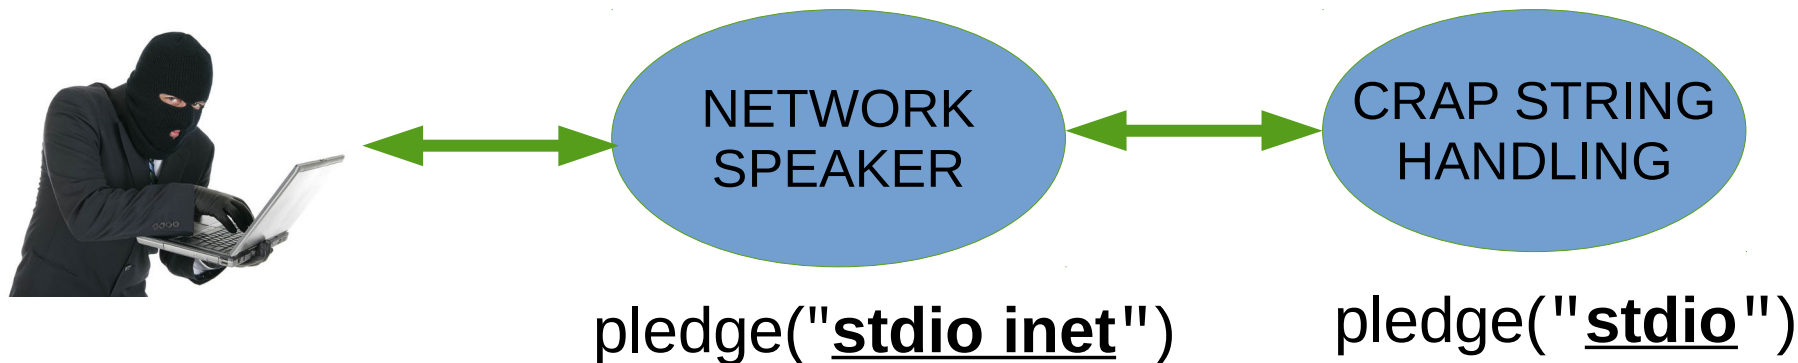 NETWORK
SPEAKER
CRAP STRING
HANDLING
pledge("stdio inet")
pledge("stdio")